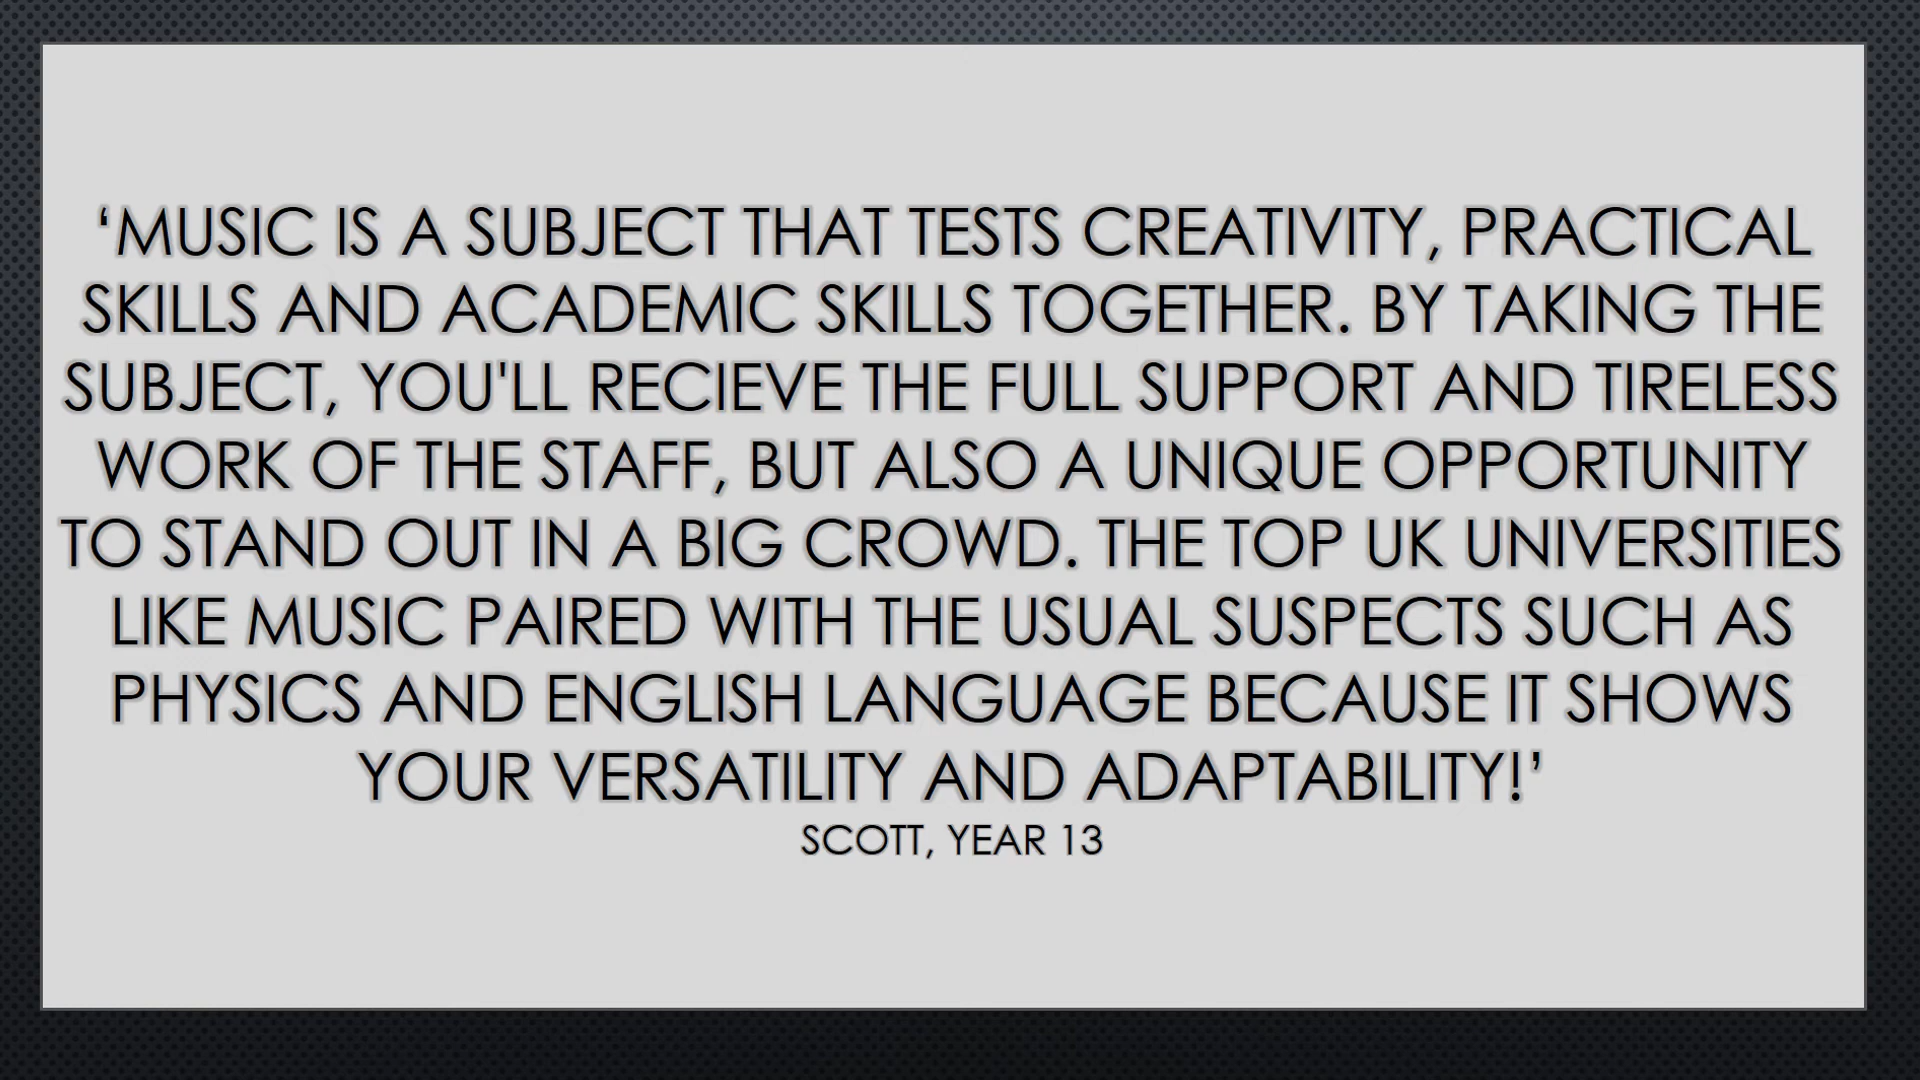 ‘MUSIC IS A SUBJECT THAT TESTS CREATIVITY, PRACTICAL
SKILLS AND ACADEMIC SKILLS TOGETHER. BY TAKING THE
SUBJECT, YOU'LL RECIEVE THE FULL SUPPORT AND TIRELESS
WORK OF THE STAFF, BUT ALSO A UNIQUE OPPORTUNITY
TO STAND OUT IN A BIG CROWD. THE TOP UK UNIVERSITIES
LIKE MUSIC PAIRED WITH THE USUAL SUSPECTS SUCH AS
PHYSICS AND ENGLISH LANGUAGE BECAUSE IT SHOWS
YOUR VERSATILITY AND ADAPTABILITY!’
SCOTT, YEAR 13